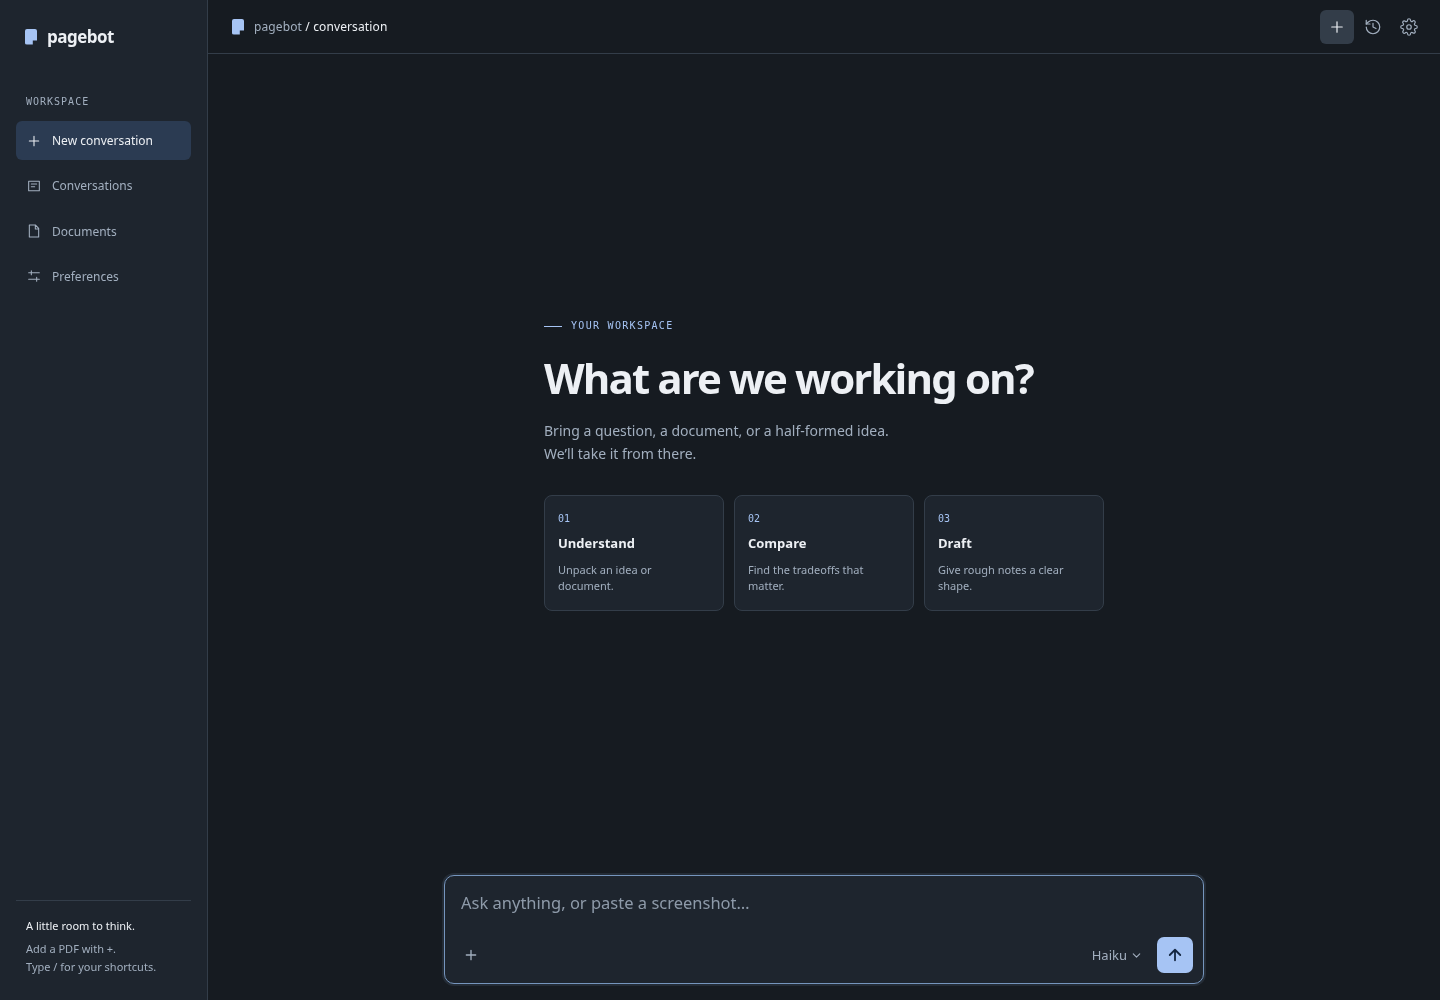 pagebot
WORKSPACE
New conversation
Conversations
Documents
Preferences
A little room to think.
Add a PDF with +.
Type / for your shortcuts.
pagebot / conversation
YOUR WORKSPACE
What are we working on?
Bring a question, a document, or a half-formed idea.
We’ll take it from there.
01
Understand
Unpack an idea or
document.
02
Compare
Find the tradeoffs that
matter.
03
Draft
Give rough notes a clear
shape.
Ask anything, or paste a screenshot...
Haiku